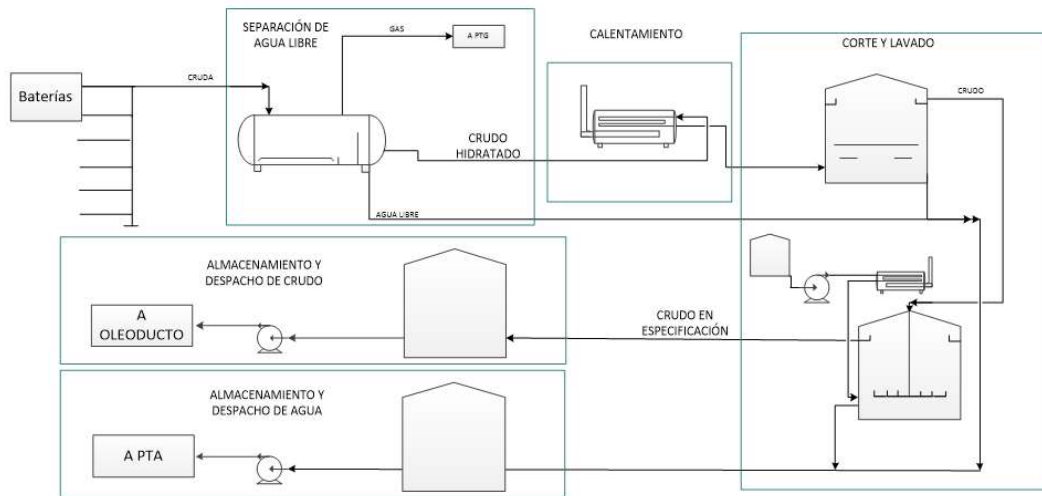 SEPARACIÓN DE
AGUA LIBRE
GAS
A PTG
CALENTAMIENTO
CORTE Y LAVADO
Baterías
CRUDA
CRUDO
CRUDO
HIDRATADO
AGUA LIBRE
ALMACENAMIENTO Y
DESPACHO DE CRUDO
A
OLEODUCTO
CRUDO EN
ESPECIFICACIÓN
ALMACENAMIENTO Y
DESPACHO DE AGUA
A PTA